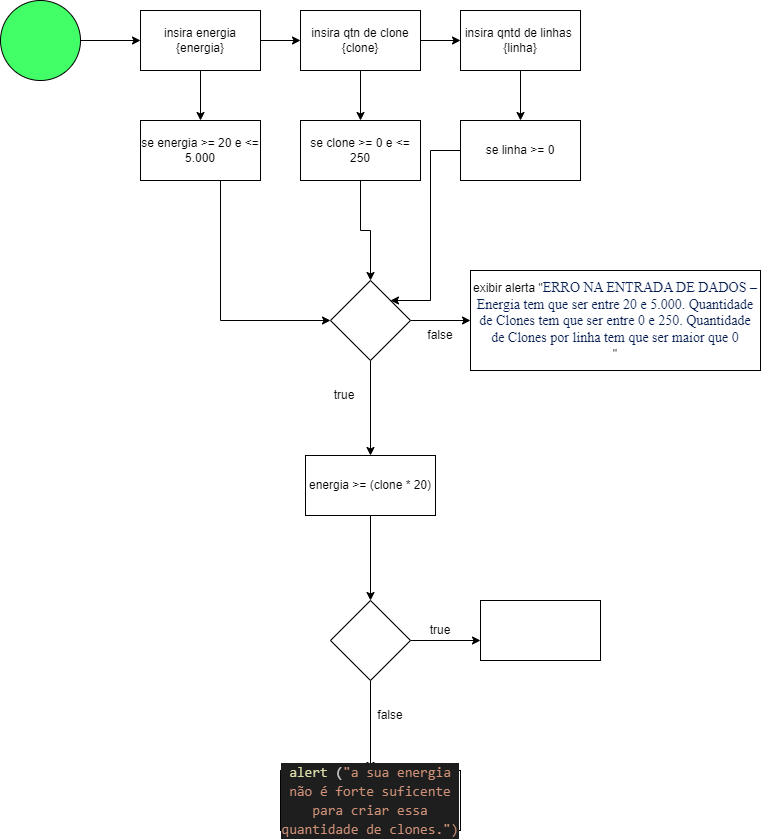 insira energia
{energia}
insira qtn de clone
{clone}
insira qntd de linhas
{linha}
se energia >= 20 e <=
5.000
se clone >= 0 e <=
250
se linha >= 0
exibir alerta "ERRO NA ENTRADA DE DADOS –
Energia tem que ser entre 20 e 5.000. Quantidade
de Clones tem que ser entre 0 e 250. Quantidade
de Clones por linha tem que ser maior que 0
"
false
true
energia >= (clone * 20)
true
false
alert ("a sua energia
não é forte suficente
para criar essa
quantidade de clones.")